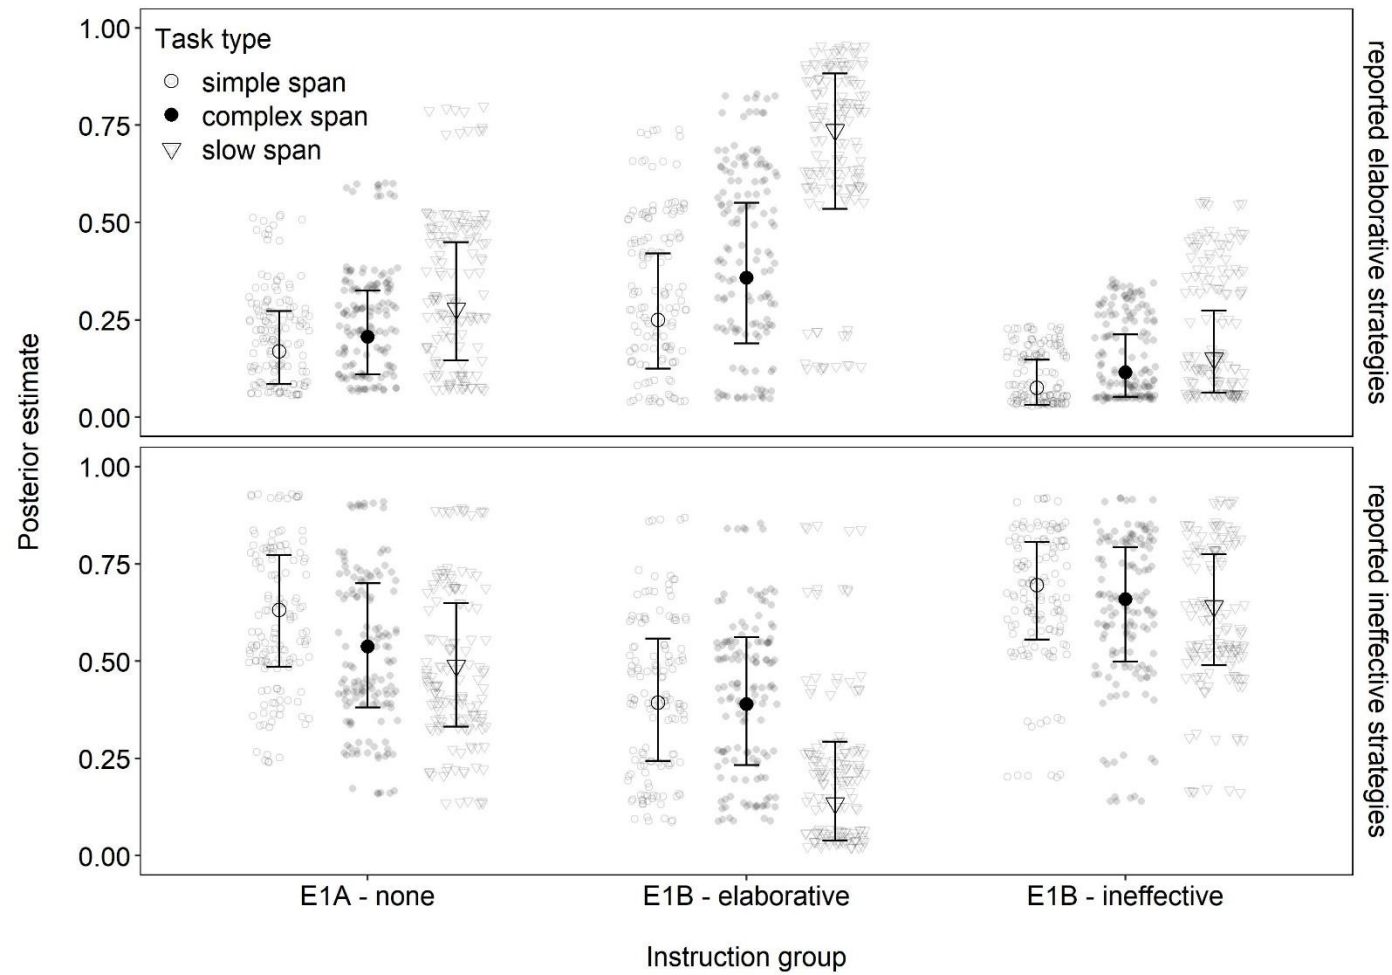 Task type
simple span
complex span
slow span
1.00
0.75
0.50
0.25
0.00
reported elaborative strategies
1.00
0.75
0.50
0.25
0.00
reported ineffective strategies
Posterior estimate
E1A - none
E1B - elaborative
E1B - ineffective
Instruction group